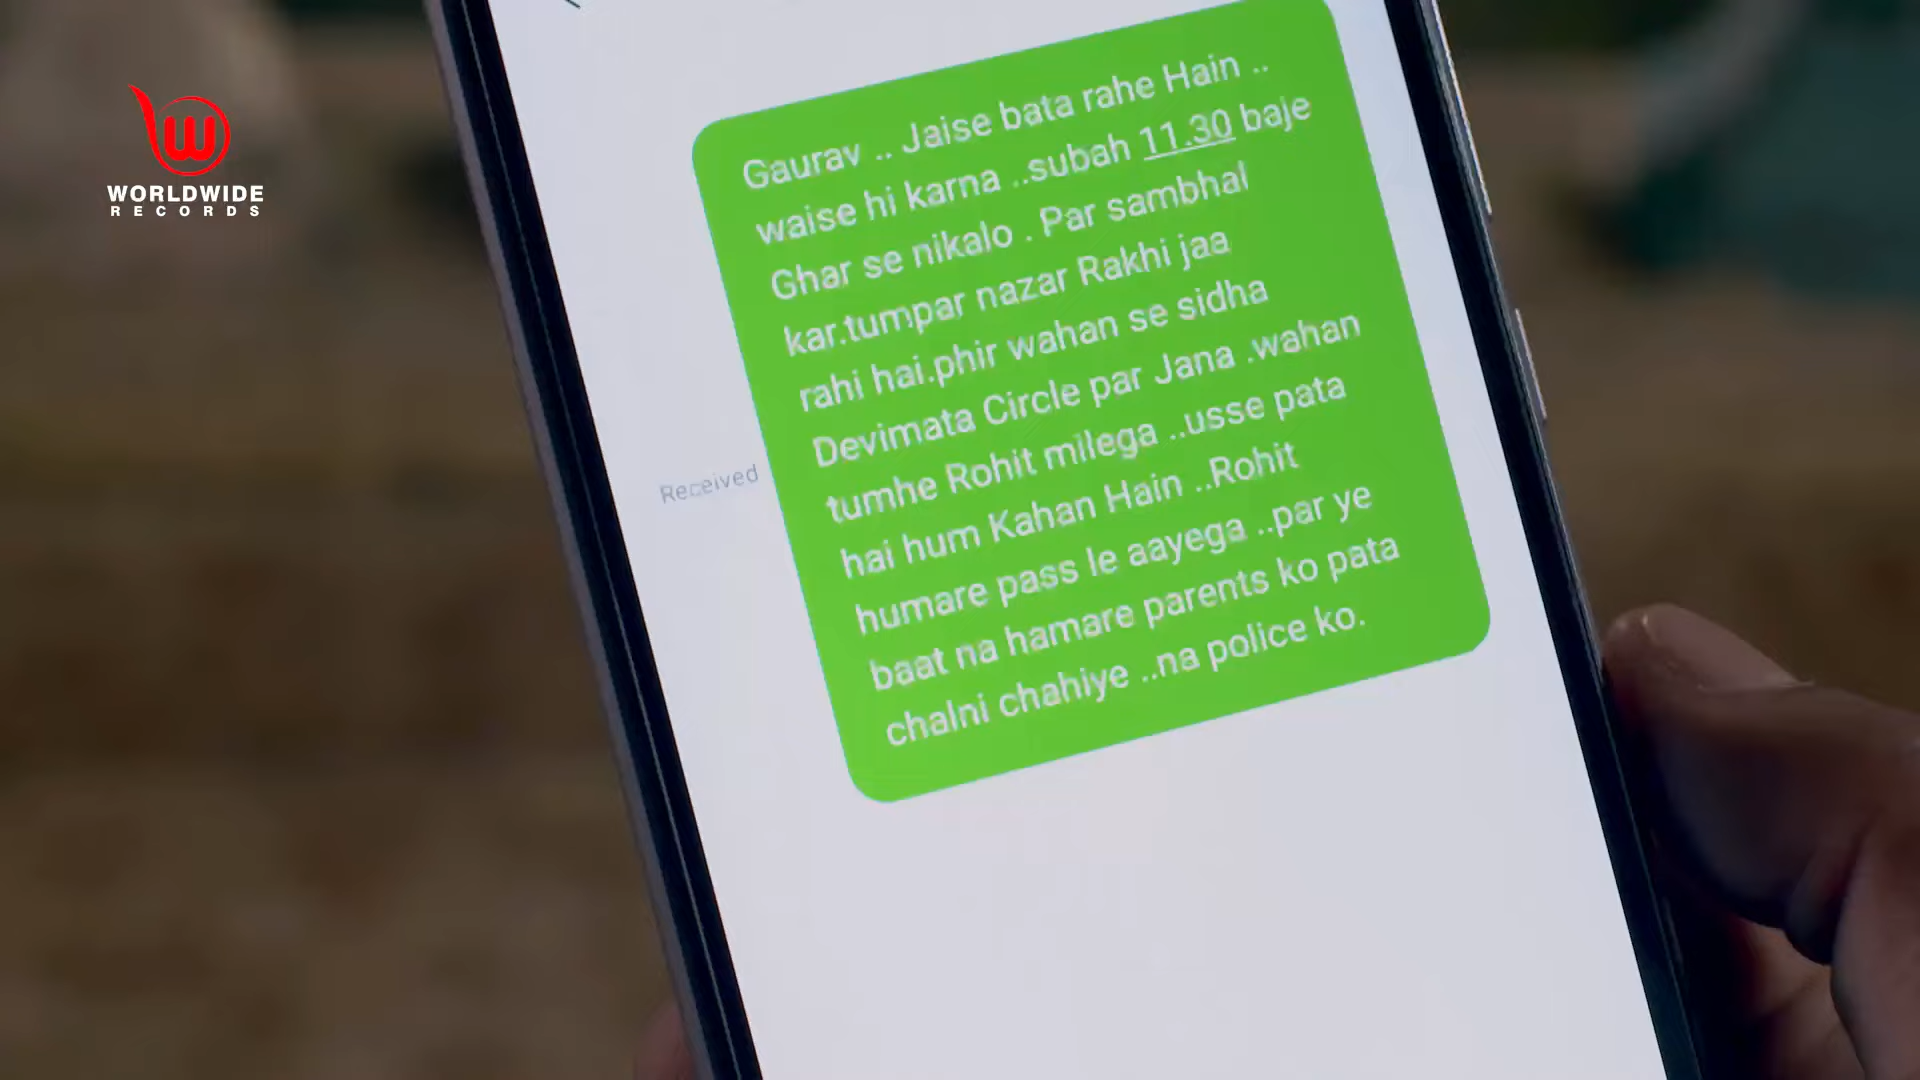 WORLDWIDE
RECORDS
Gaurav .. Jaise bata rahe Hain ..
waise hi karna ..subah 11.30 baje
Ghar se nikalo . Par sambhal
kar.tumpar nazar Rakhi jaa
rahi hai.phir wahan se sidha
Devimata Circle par Jana .wahan
tumhe Rohit milega ..usse pata
hai hum Kahan Hain ..Rohit
humare pass le aayega ..par ye
baat na hamare parents ko pata
chalni chahiye ..na police ko.
Received